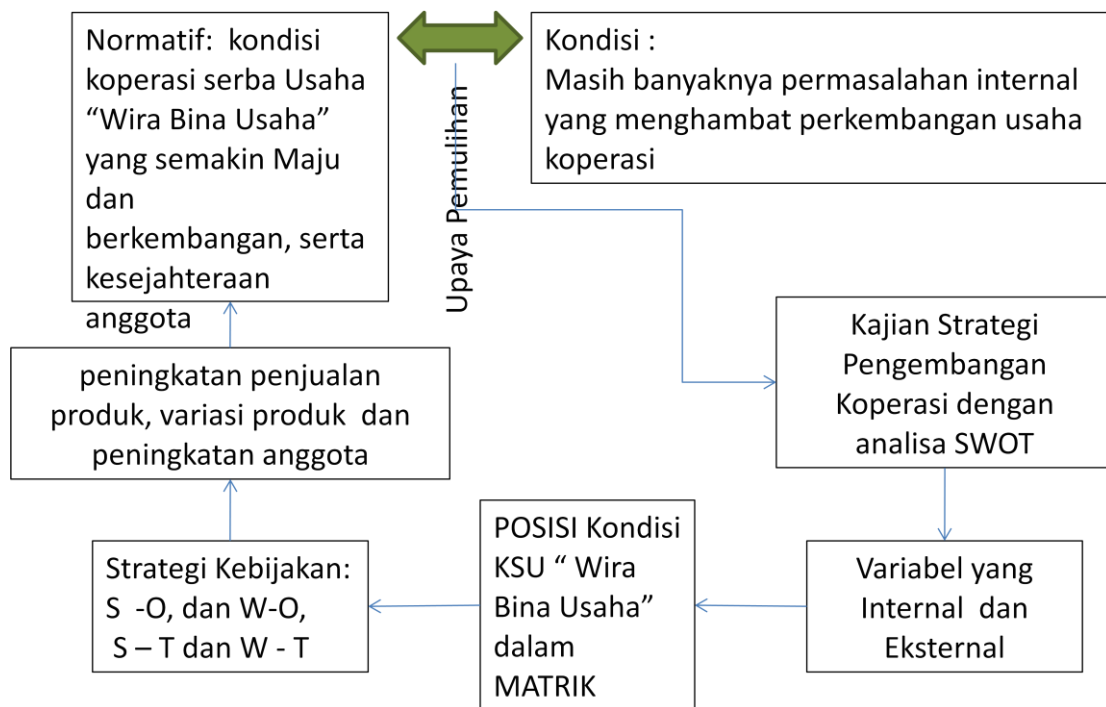 Normatif: kondisi
koperasi serba Usaha
“Wira Bina Usaha”
yang semakin Maju
dan
berkembangan, serta
kesejahteraan
anggota
Upaya Pemulihan
Kondisi :
Masih banyaknya permasalahan internal
yang menghambat perkembangan usaha
koperasi
Kajian Strategi
Pengembangan
Koperasi dengan
analisa SWOT
Variabel yang
Internal dan
Eksternal
POSISI Kondisi
KSU “ Wira
Bina Usaha”
dalam
MATRIK
Strategi Kebijakan:
S -O, dan W-O,
S – T dan W - T
peningkatan penjualan
produk, variasi produk dan
peningkatan anggota